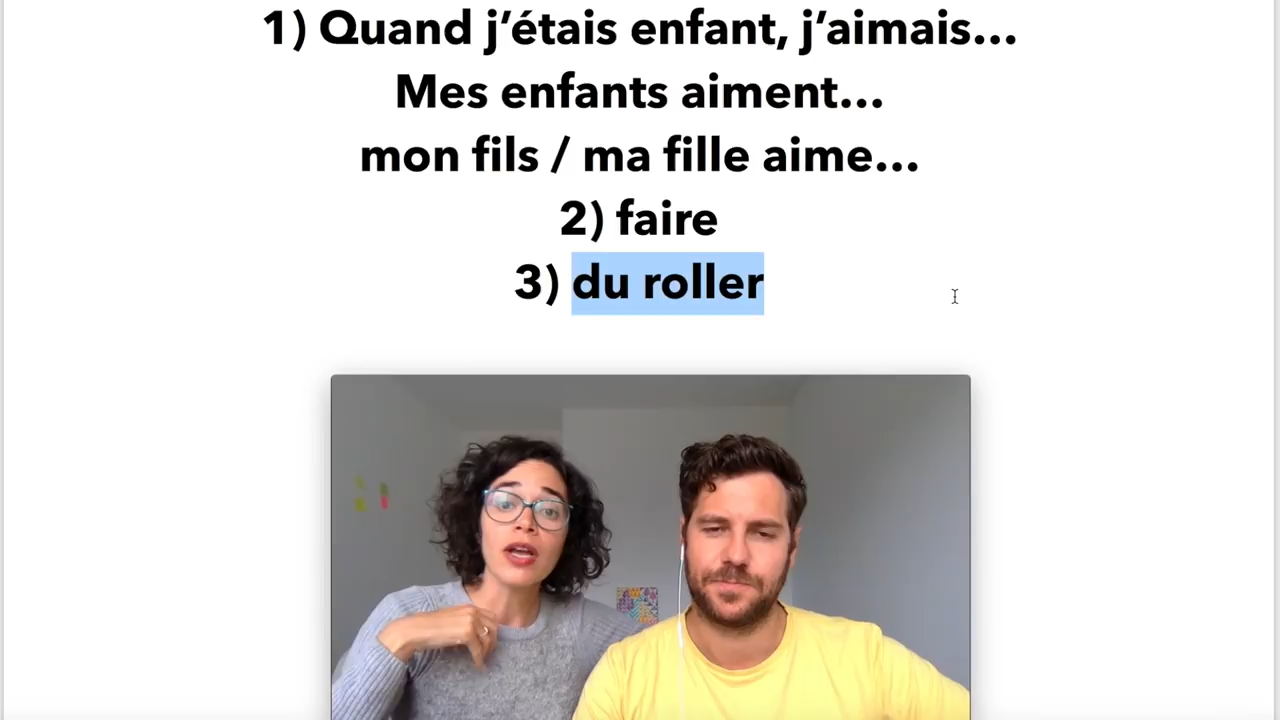 1) Quand j’étais enfant, j’aimais...
Mes enfants aiment...
mon fils / ma fille aime...
2) faire
3) du roller